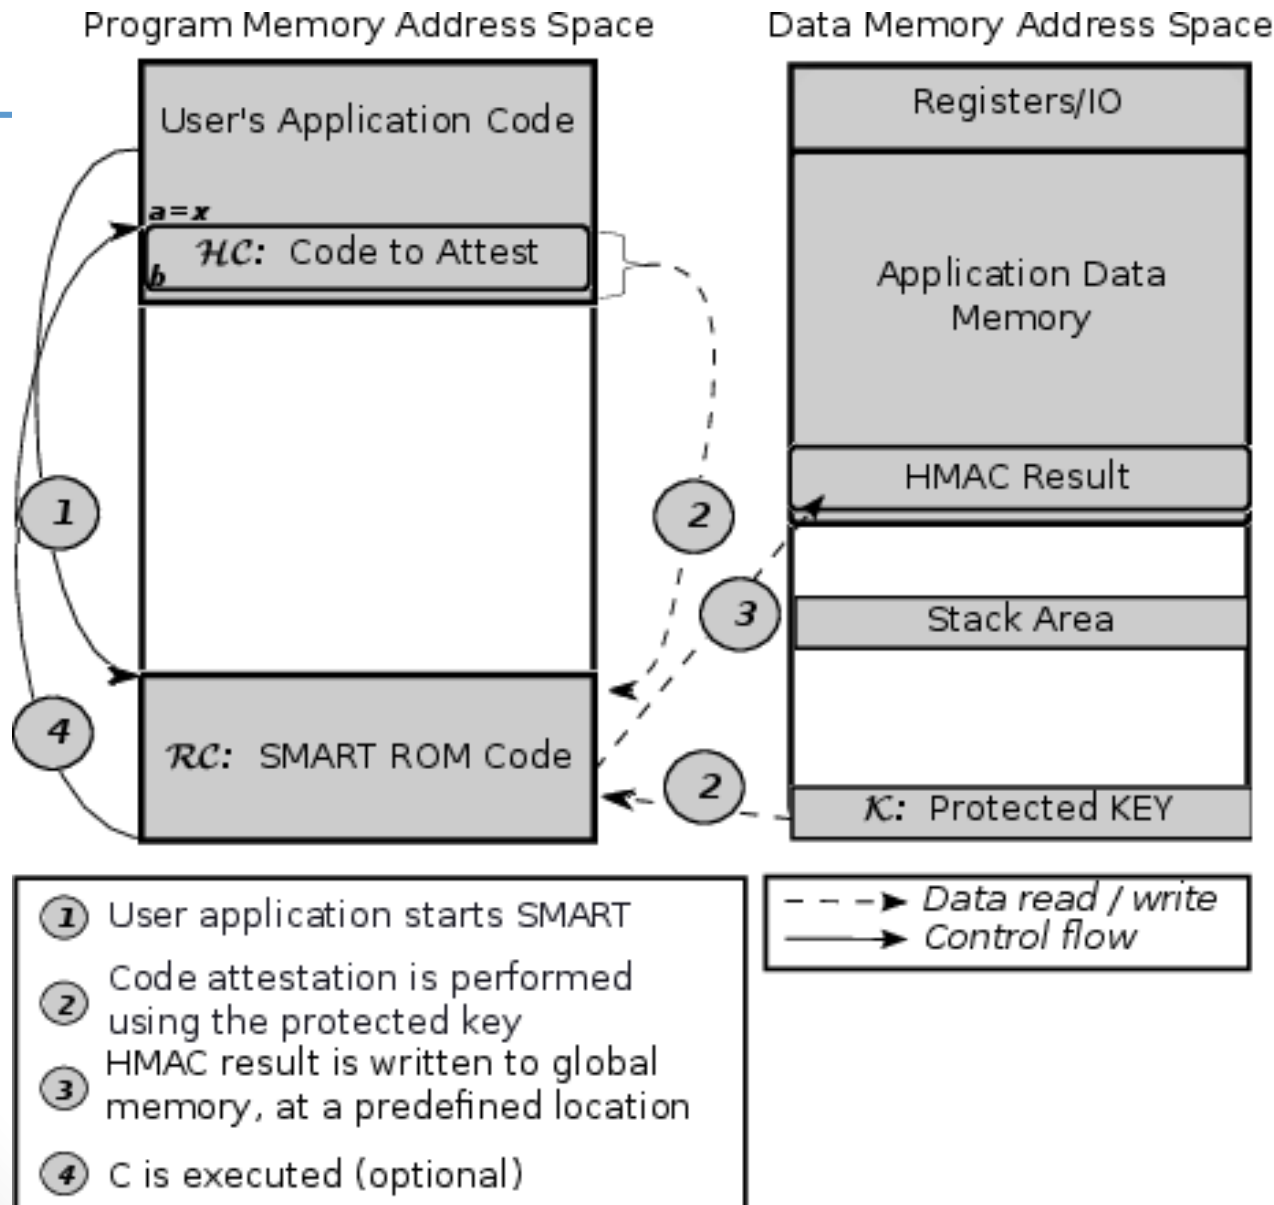 Program Memory Address Space
Data Memory Address Space
User's Application Code
a=x
HC: Code to Attest
b
RC: SMART ROM Code
Registers/IO
Application Data
Memory
HMAC Result
Stack Area
K: Protected KEY
1
2
3
2
4
1 User application starts SMART
2 Code attestation is performed
using the protected key
3 HMAC result is written to global
memory, at a predefined location
4 C is executed (optional)
Data read / write
Control flow